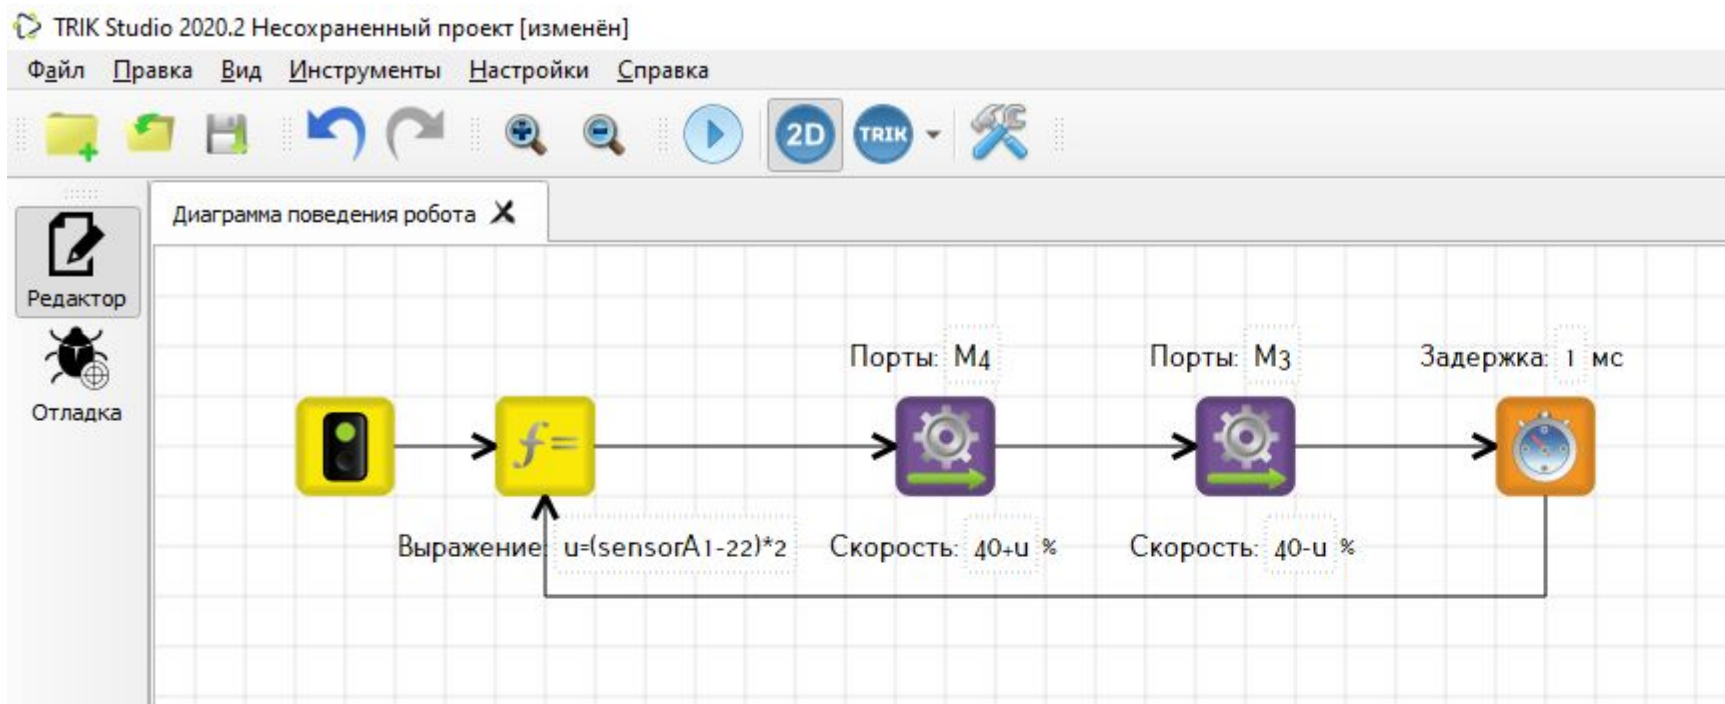 TRIK Studio 2020.2 Несохраненный проект [изменён]
Файл Правка Вид Инструменты Настройки Справка
2D TRIK
Диаграмма поведения робота
Редактор
Отладка
Порты: M4 Порты: M3 Задержка: 1 мс
f=
Выражение: u=(sensorA1-22)*2 Скорость: 40+u % Скорость: 40-u %